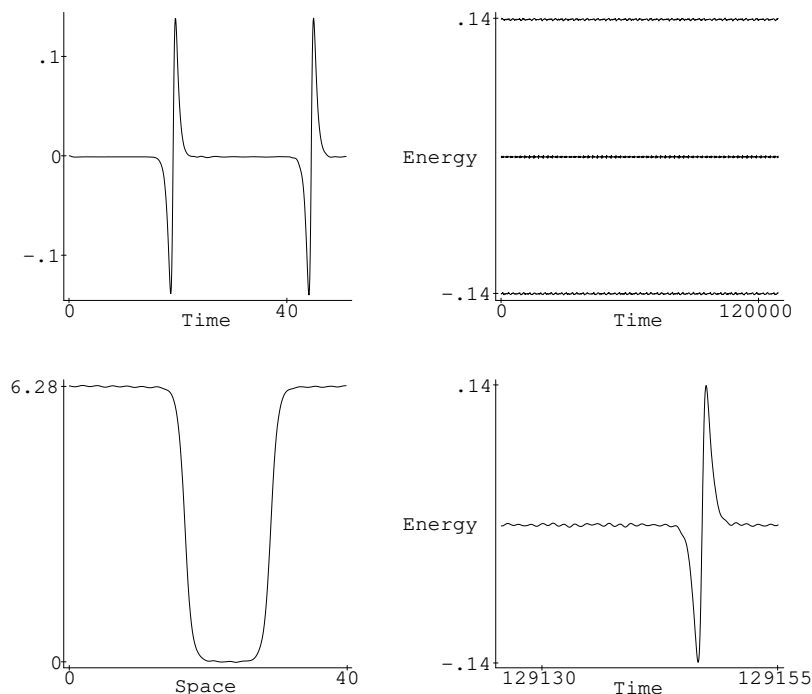 .1
0
−.1
0
40
Time
.14
Energy
−.14
0
120000
Time
6.28
0
0
40
Space
.14
Energy
−.14
129130
129155
Time